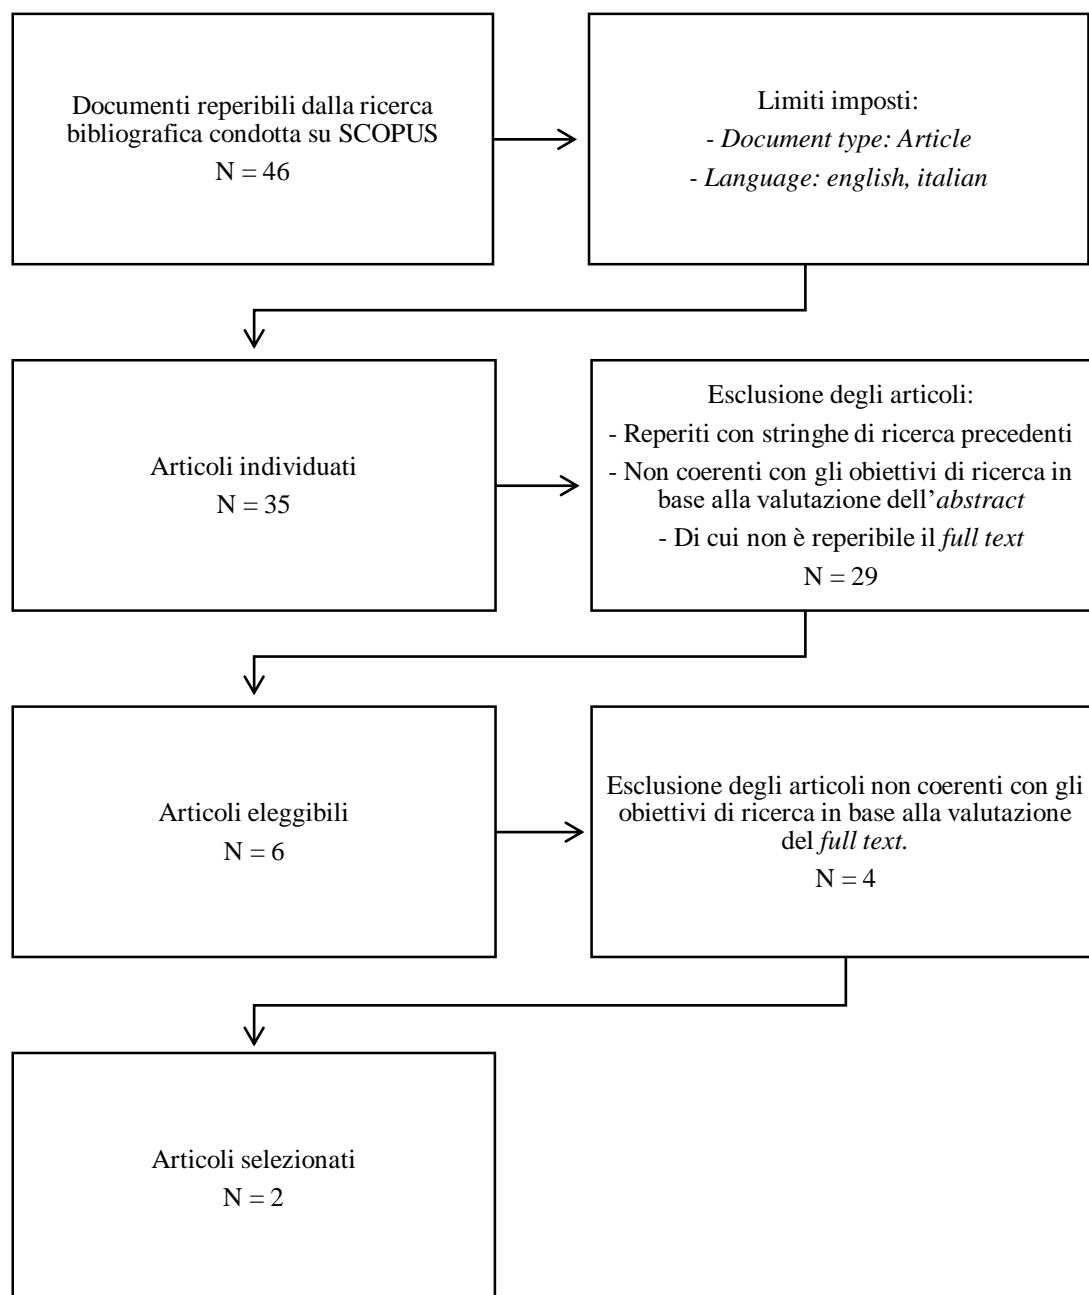 Documenti reperibili dalla ricerca
bibliografica condotta su SCOPUS
N = 46
Limiti imposti:
- Document type: Article
- Language: english, italian
Articoli individuati
N = 35
Esclusione degli articoli:
- Reperiti con stringhe di ricerca precedenti
- Non coerenti con gli obiettivi di ricerca in
base alla valutazione dell’abstract
- Di cui non è reperibile il full text
N = 29
Articoli eleggibili
N = 6
Esclusione degli articoli non coerenti con gli
obiettivi di ricerca in base alla valutazione
del full text.
N = 4
Articoli selezionati
N = 2